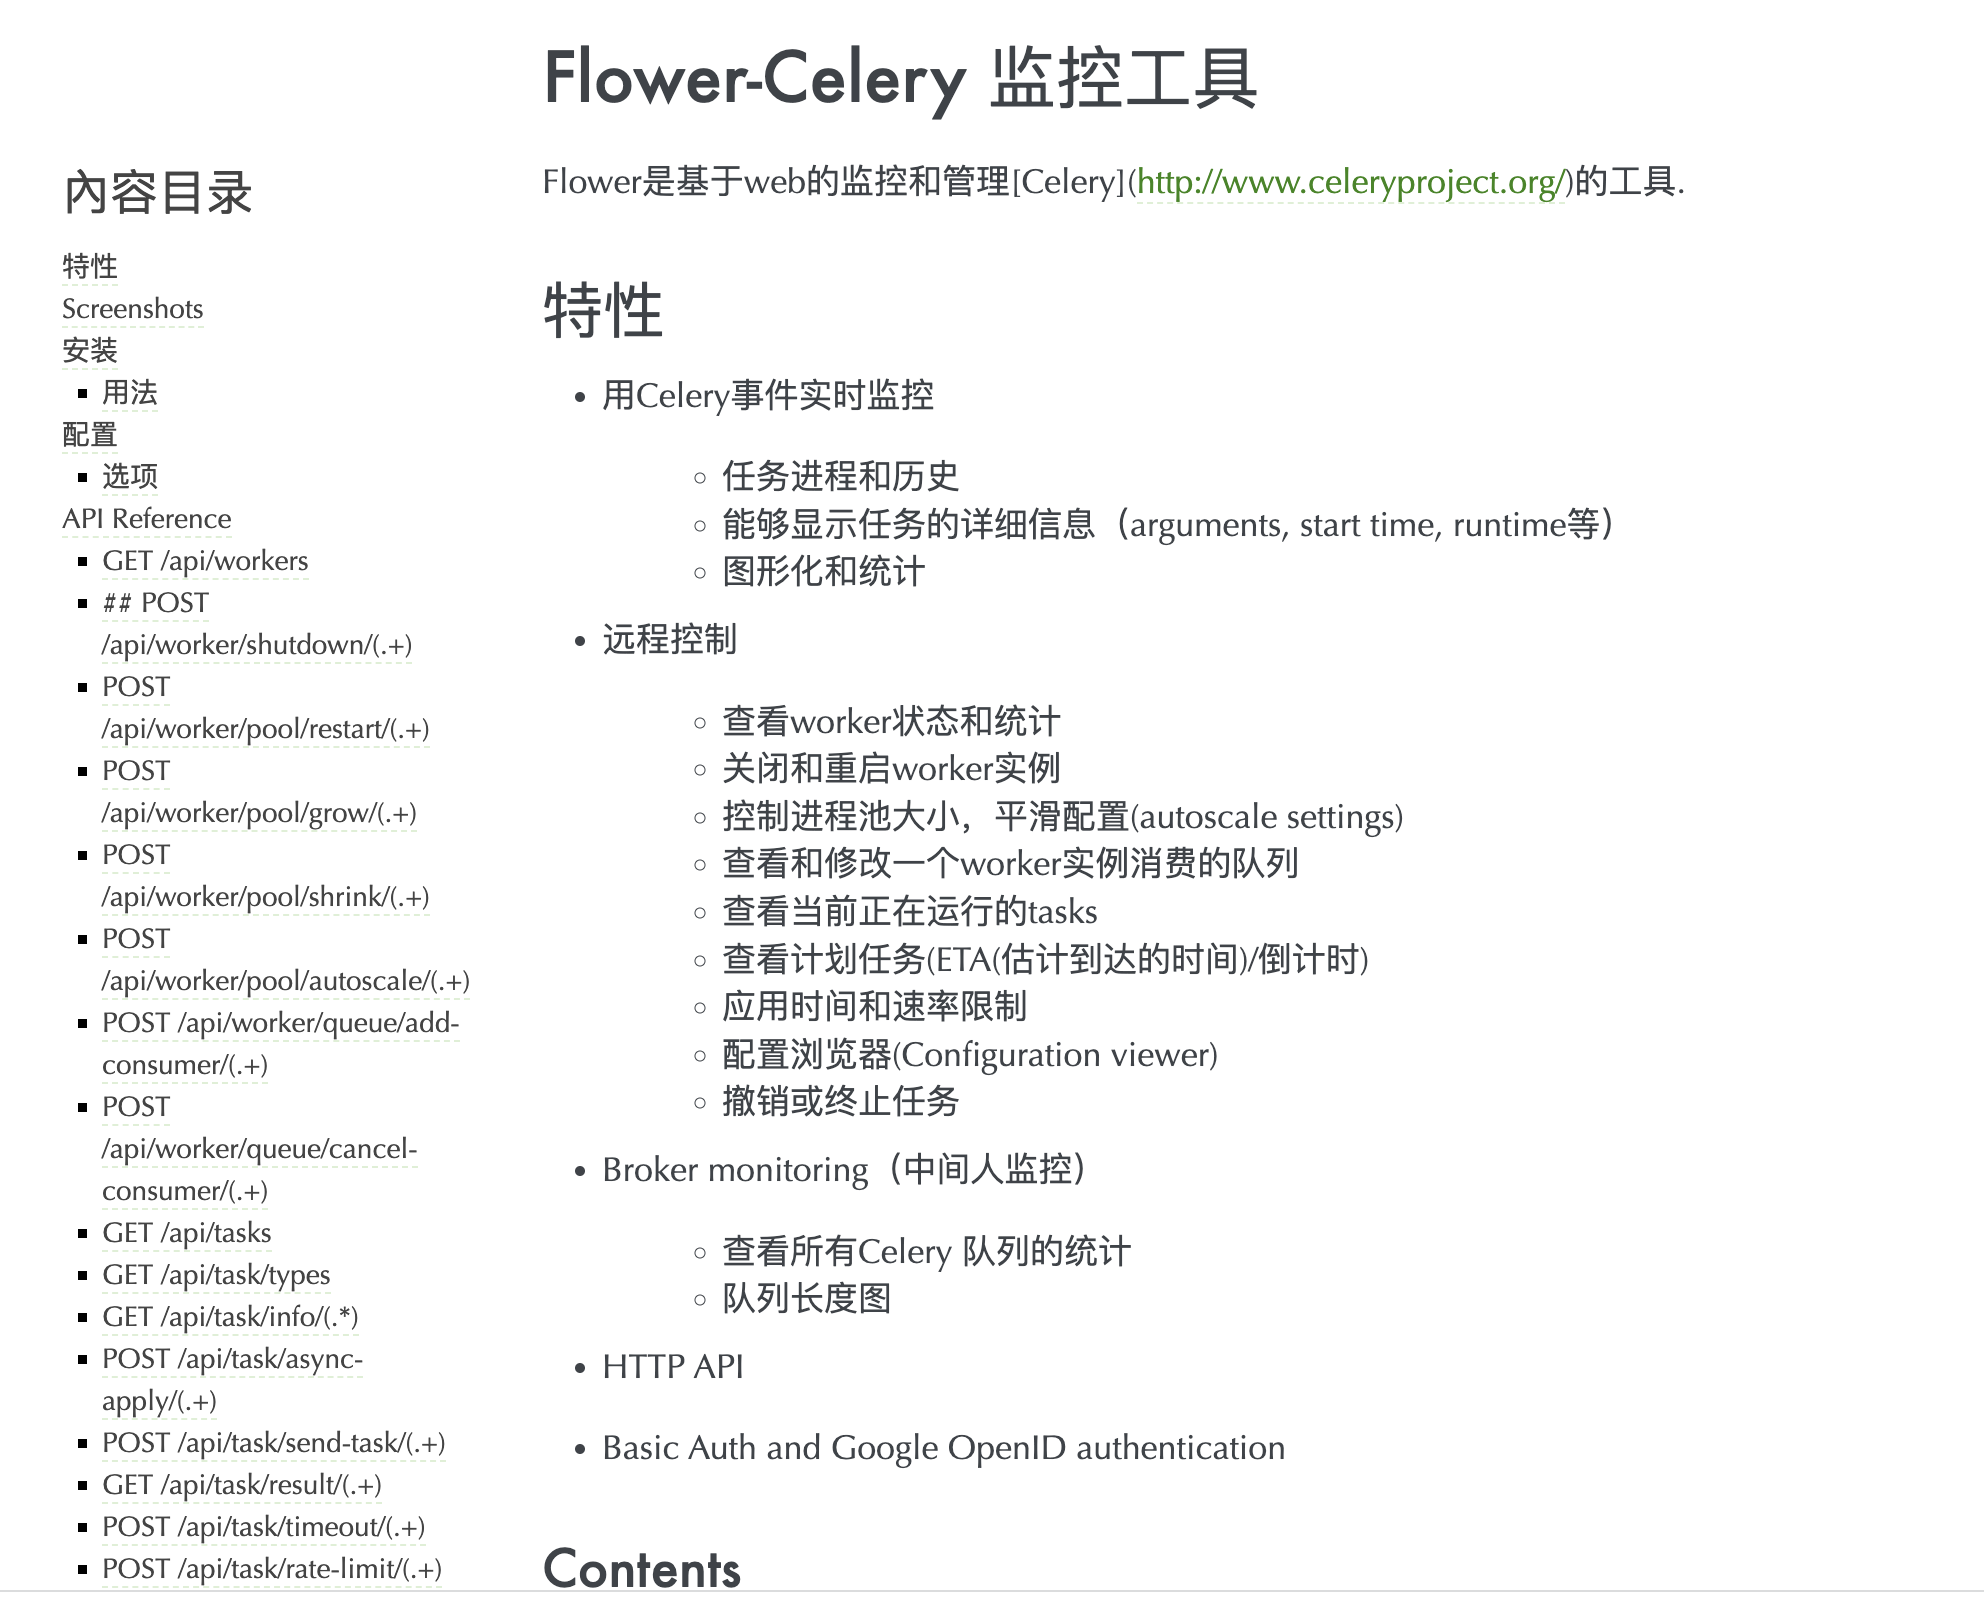 Flower-Celery 监控工具
Flower是基于web的监控和管理[Celery](http://www.celeryproject.org/)的工具.
內容目录
特性
Screenshots
安装
用法
配置
选项
API Reference
GET /api/workers
## POST
/api/worker/shutdown/(.+)
POST
/api/worker/pool/restart/(.+)
POST
/api/worker/pool/grow/(.+)
POST
/api/worker/pool/shrink/(.+)
POST
/api/worker/pool/autoscale/(.+)
POST /api/worker/queue/add-
consumer/(.+)
POST
/api/worker/queue/cancel-
consumer/(.+)
GET /api/tasks
GET /api/task/types
GET /api/task/info/(.*)
POST /api/task/async-
apply/(.+)
POST /api/task/send-task/(.+)
GET /api/task/result/(.+)
POST /api/task/timeout/(.+)
POST /api/task/rate-limit/(.+)
特性
用Celery事件实时监控
任务进程和历史
能够显示任务的详细信息（arguments, start time, runtime等）
图形化和统计
远程控制
查看worker状态和统计
关闭和重启worker实例
控制进程池大小，平滑配置(autoscale settings)
查看和修改一个worker实例消费的队列
查看当前正在运行的tasks
查看计划任务(ETA(估计到达的时间)/倒计时)
应用时间和速率限制
配置浏览器(Configuration viewer)
撤销或终止任务
Broker monitoring（中间人监控）
查看所有Celery 队列的统计
队列长度图
HTTP API
Basic Auth and Google OpenID authentication
Contents